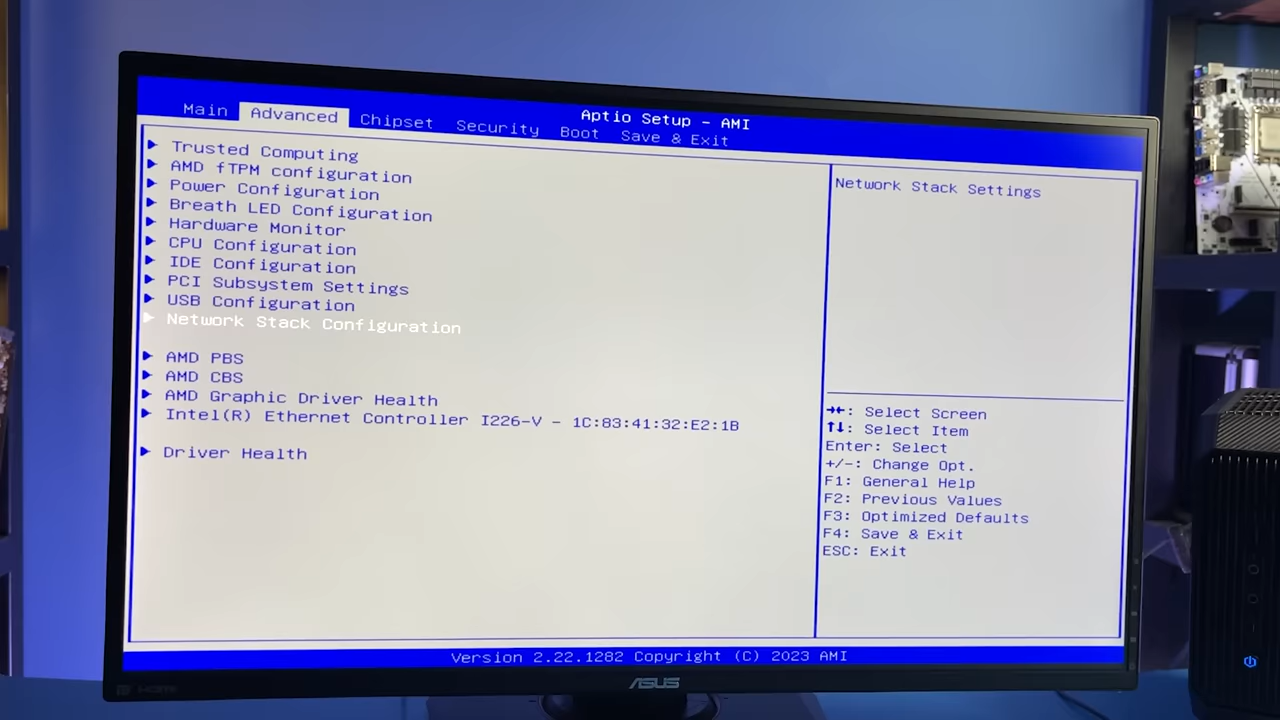 Aptio Setup - AMI
Main Advanced Chipset Security Boot Save & Exit
Trusted Computing
AMD fTPM configuration
Power Configuration
Breath LED Configuration
Hardware Monitor
CPU Configuration
IDE Configuration
PCI Subsystem Settings
USB Configuration
Network Stack Configuration
AMD PBS
AMD CBS
AMD Graphic Driver Health
Intel(R) Ethernet Controller I226-V - 1C:83:41:32:E2:1B
Driver Health
Network Stack Settings
→←: Select Screen
↑↓: Select Item
Enter: Select
+/-: Change Opt.
F1: General Help
F2: Previous Values
F3: Optimized Defaults
F4: Save & Exit
ESC: Exit
Version 2.22.1282 Copyright (C) 2023 AMI
HDMI
ASUS